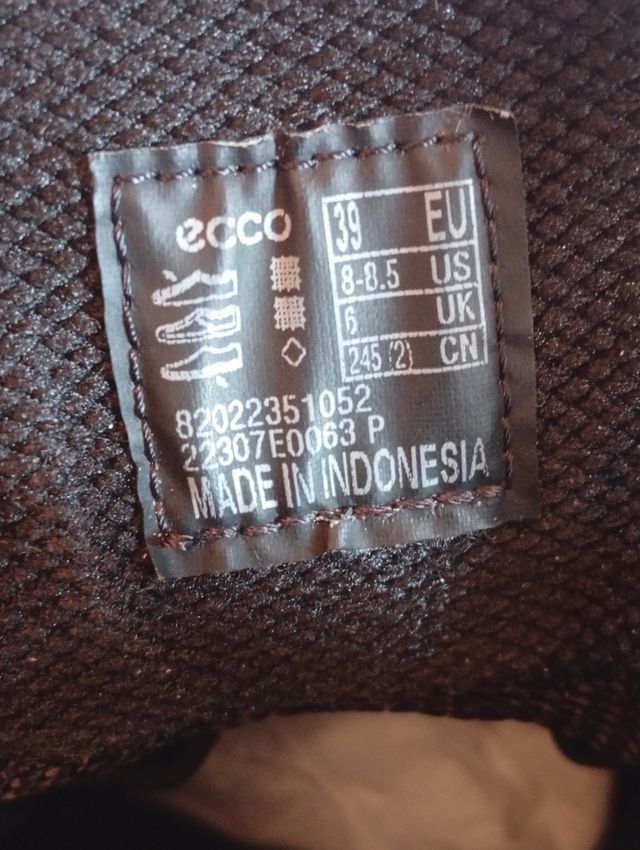 ecco
39 EU
8-8.5 US
6 UK
245 (2) CN
82022351052
22307E0063 P
MADE IN INDONESIA